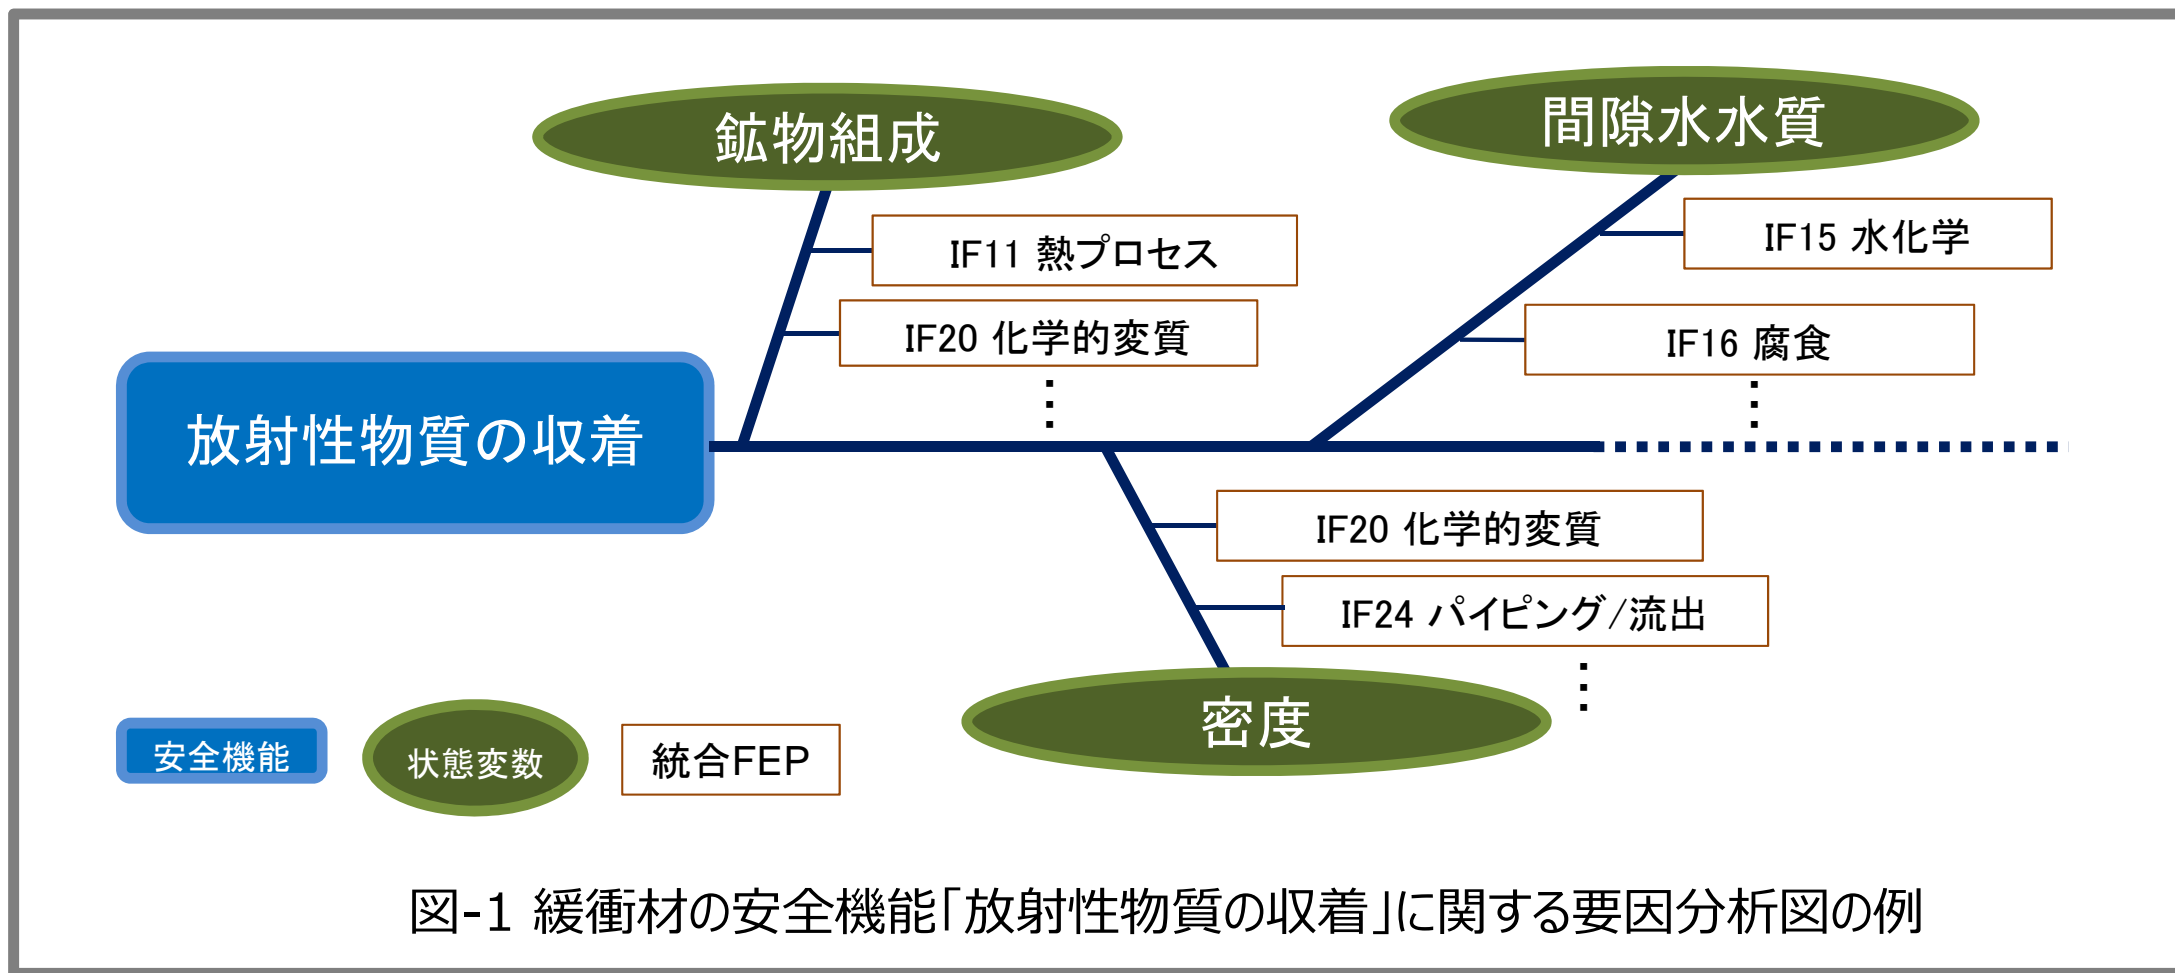 鉱物組成
間隙水水質
IF11 熱プロセス
IF15 水化学
IF20 化学的変質
IF16 腐食
放射性物質の収着
IF20 化学的変質
IF24 パイピング/流出
密度
安全機能
状態変数
統合FEP
図-1 緩衝材の安全機能「放射性物質の収着」に関する要因分析図の例